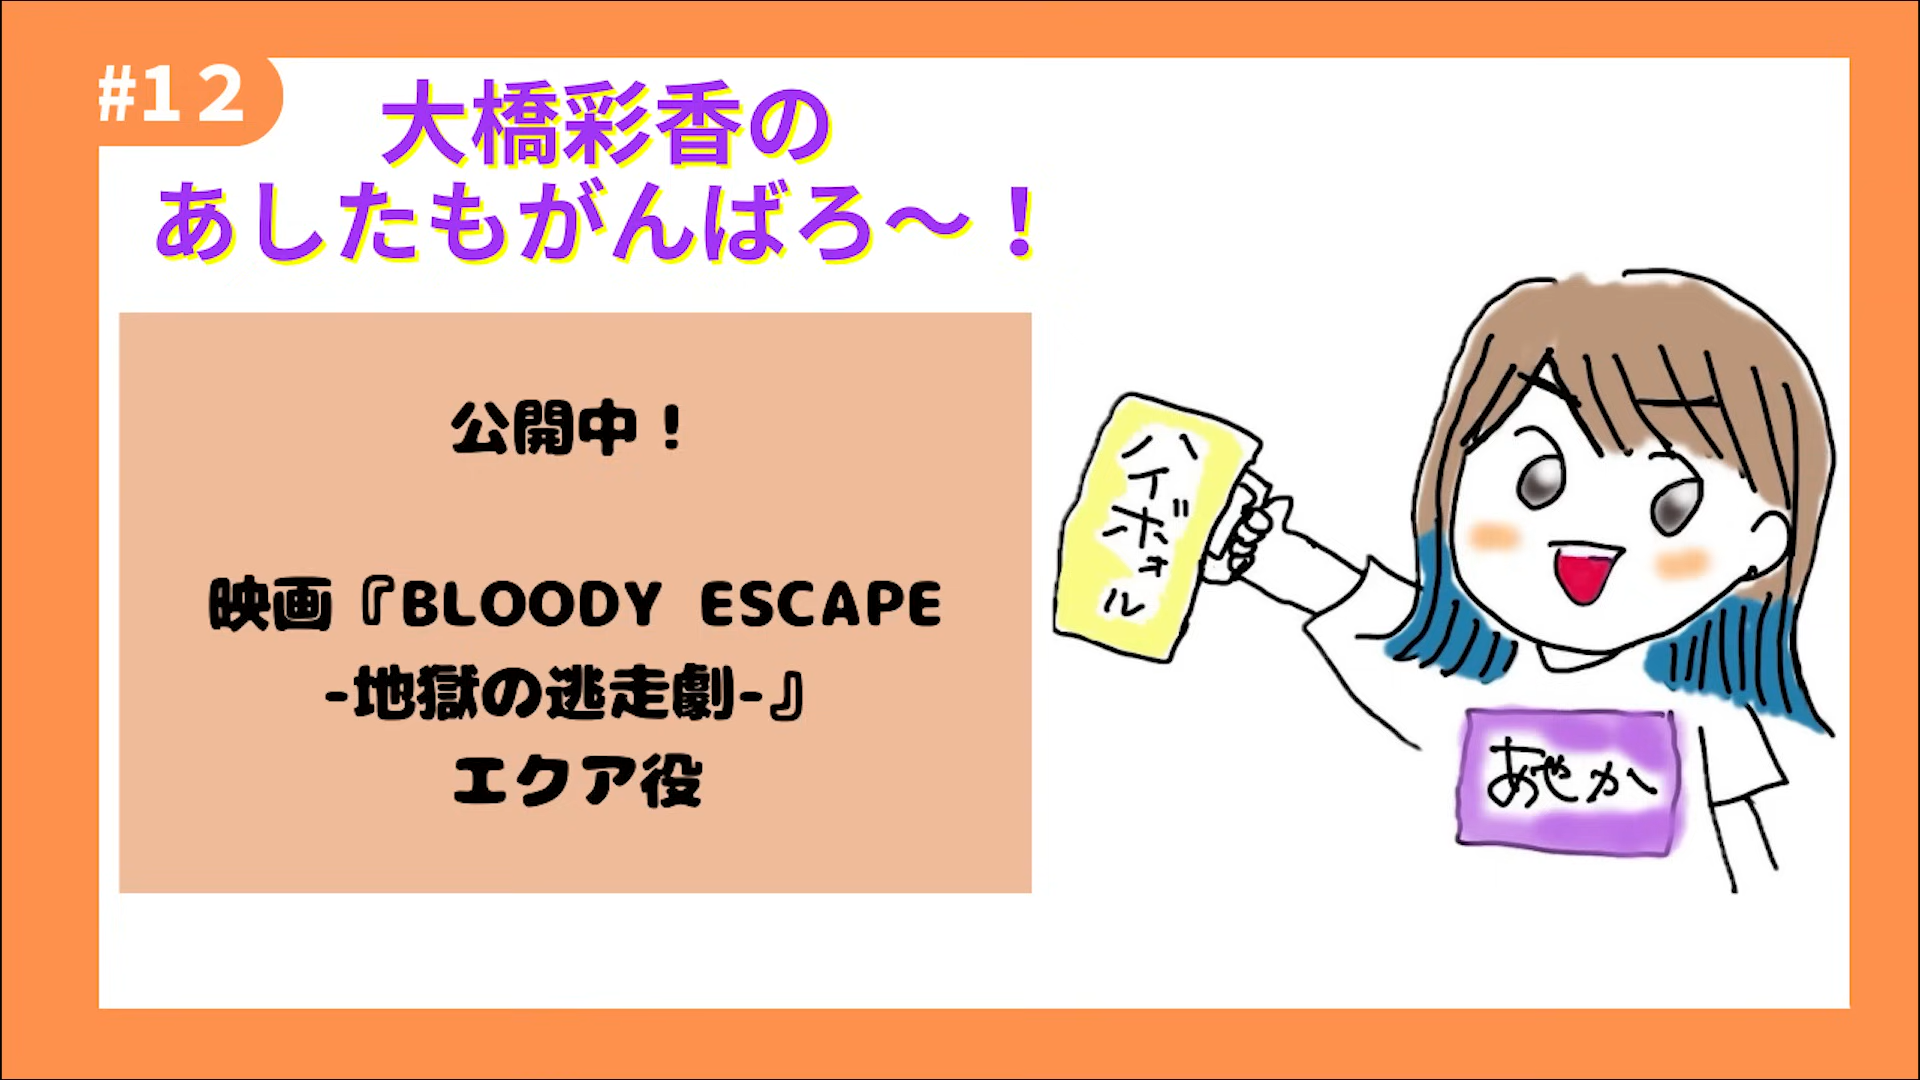 #12
大橋彩香の
あしたもがんばろ～！
公開中！
映画『BLOODY ESCAPE
-地獄の逃走劇-』
エクア役
ハイボォル
あやか